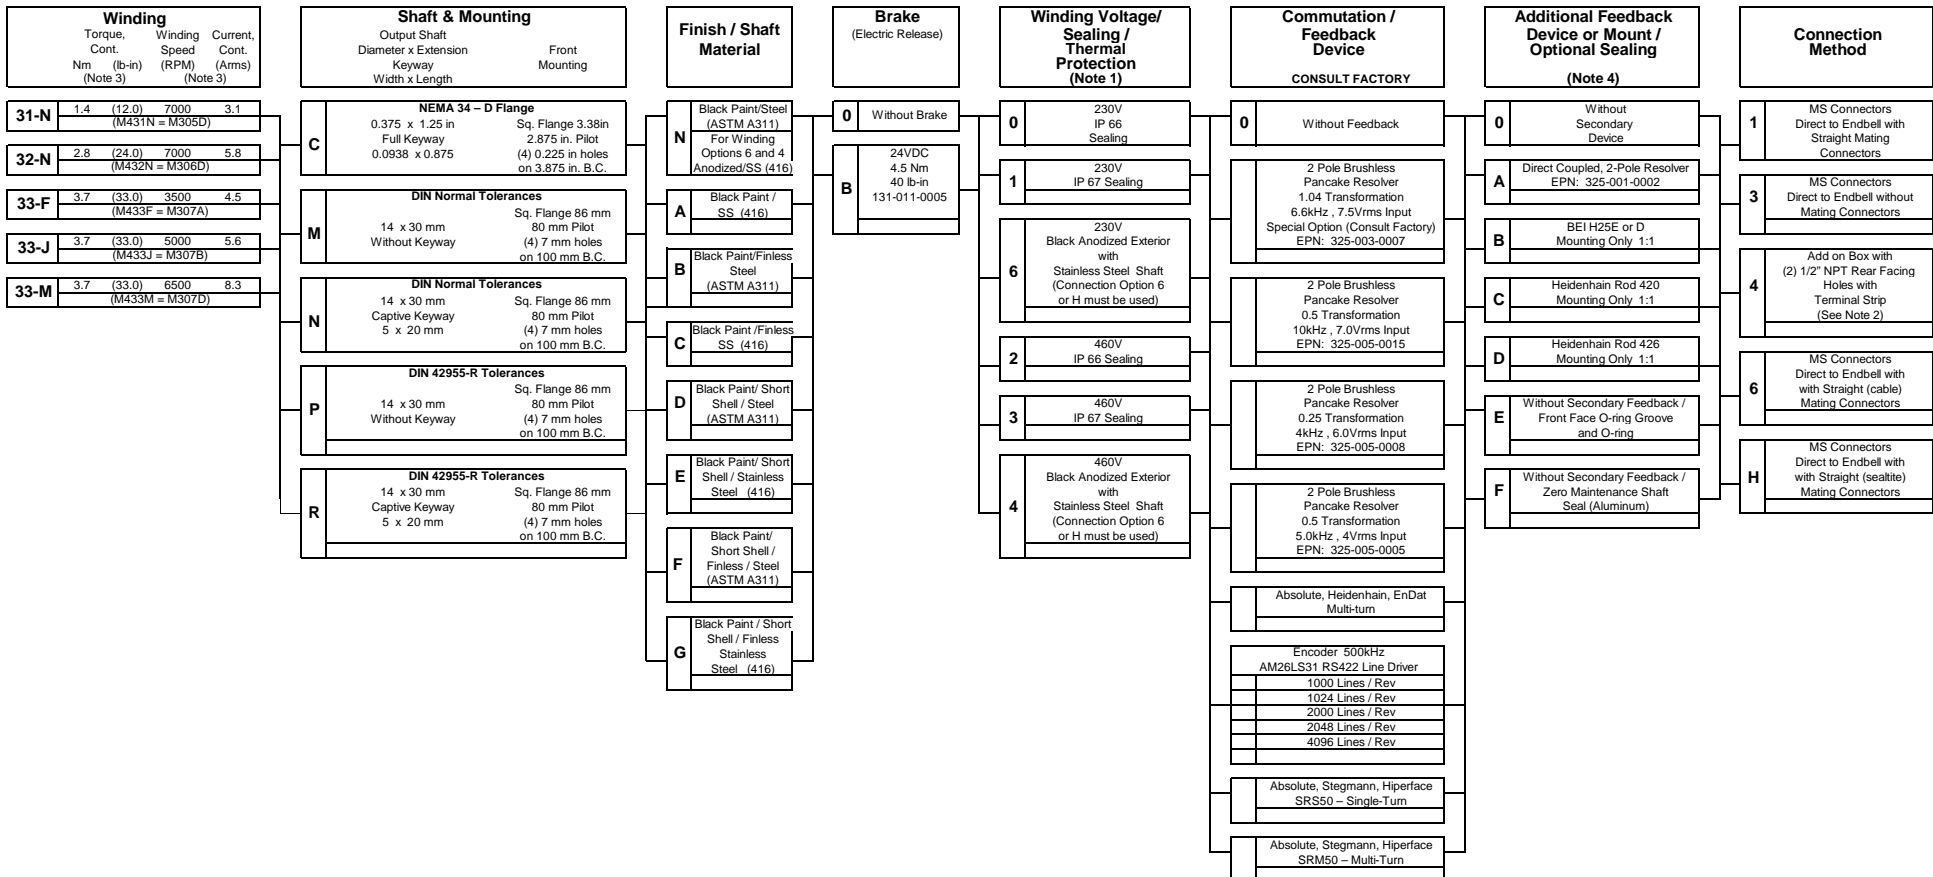 Winding
Torque, Winding Current,
Cont. Speed Cont.
Nm (lb-in) (RPM) (Arms)
(Note 3) (Note 3)
31-N 1.4 (12.0) 7000 3.1
(M431N = M305D)
32-N 2.8 (24.0) 7000 5.8
(M432N = M306D)
33-F 3.7 (33.0) 3500 4.5
(M433F = M307A)
33-J 3.7 (33.0) 5000 5.6
(M433J = M307B)
33-M 3.7 (33.0) 6500 8.3
(M433M = M307D)
Shaft & Mounting
Output Shaft
Diameter x Extension Front
Keyway Mounting
Width x Length
C
NEMA 34 – D Flange
0.375 x 1.25 in Sq. Flange 3.38in
Full Keyway 2.875 in. Pilot
0.0938 x 0.875 (4) 0.225 in holes
on 3.875 in. B.C.
M
DIN Normal Tolerances
Sq. Flange 86 mm
14 x 30 mm 80 mm Pilot
Without Keyway (4) 7 mm holes
on 100 mm B.C.
N
DIN Normal Tolerances
14 x 30 mm Sq. Flange 86 mm
Captive Keyway 80 mm Pilot
5 x 20 mm (4) 7 mm holes
on 100 mm B.C.
P
DIN 42955-R Tolerances
Sq. Flange 86 mm
14 x 30 mm 80 mm Pilot
Without Keyway (4) 7 mm holes
on 100 mm B.C.
R
DIN 42955-R Tolerances
14 x 30 mm Sq. Flange 86 mm
Captive Keyway 80 mm Pilot
5 x 20 mm (4) 7 mm holes
on 100 mm B.C.
Finish / Shaft
Material
N
Black Paint/Steel
(ASTM A311)
For Winding
Options 6 and 4
Anodized/SS (416)
A
Black Paint /
SS (416)
B
Black Paint/Finless
Steel
(ASTM A311)
C
Black Paint /Finless
SS (416)
D
Black Paint/ Short
Shell / Steel
(ASTM A311)
E
Black Paint/ Short
Shell / Stainless
Steel (416)
F
Black Paint/
Short Shell /
Finless / Steel
(ASTM A311)
G
Black Paint / Short
Shell / Finless
Stainless
Steel (416)
Brake
(Electric Release)
0 Without Brake
B
24VDC
4.5 Nm
40 lb-in
131-011-0005
Winding Voltage/
Sealing /
Thermal
Protection
(Note 1)
0
230V
IP 66
Sealing
1
230V
IP 67 Sealing
6
230V
Black Anodized Exterior
with
Stainless Steel Shaft
(Connection Option 6
or H must be used)
2
460V
IP 66 Sealing
3
460V
IP 67 Sealing
4
460V
Black Anodized Exterior
with
Stainless Steel Shaft
(Connection Option 6
or H must be used)
Commutation /
Feedback
Device
CONSULT FACTORY
0 Without Feedback
2 Pole Brushless
Pancake Resolver
1.04 Transformation
6.6kHz , 7.5Vrms Input
Special Option (Consult Factory)
EPN: 325-003-0007
2 Pole Brushless
Pancake Resolver
0.5 Transformation
10kHz , 7.0Vrms Input
EPN: 325-005-0015
2 Pole Brushless
Pancake Resolver
0.25 Transformation
4kHz , 6.0Vrms Input
EPN: 325-005-0008
2 Pole Brushless
Pancake Resolver
0.5 Transformation
5.0kHz , 4Vrms Input
EPN: 325-005-0005
Absolute, Heidenhain, EnDat
Multi-turn
Encoder 500kHz
AM26LS31 RS422 Line Driver
1000 Lines / Rev
1024 Lines / Rev
2000 Lines / Rev
2048 Lines / Rev
4096 Lines / Rev
Absolute, Stegmann, Hiperface
SRS50 – Single-Turn
Absolute, Stegmann, Hiperface
SRM50 – Multi-Turn
Additional Feedback
Device or Mount /
Optional Sealing
(Note 4)
0
Without
Secondary
Device
A
Direct Coupled, 2-Pole Resolver
EPN: 325-001-0002
B
BEI H25E or D
Mounting Only 1:1
C
Heidenhain Rod 420
Mounting Only 1:1
D
Heidenhain Rod 426
Mounting Only 1:1
E
Without Secondary Feedback /
Front Face O-ring Groove
and O-ring
F
Without Secondary Feedback /
Zero Maintenance Shaft
Seal (Aluminum)
Connection
Method
1
MS Connectors
Direct to Endbell with
Straight Mating
Connectors
3
MS Connectors
Direct to Endbell without
Mating Connectors
4
Add on Box with
(2) 1/2" NPT Rear Facing
Holes with
Terminal Strip
(See Note 2)
6
MS Connectors
Direct to Endbell with
with Straight (cable)
Mating Connectors
H
MS Connectors
Direct to Endbell with
with Straight (sealtite)
Mating Connectors